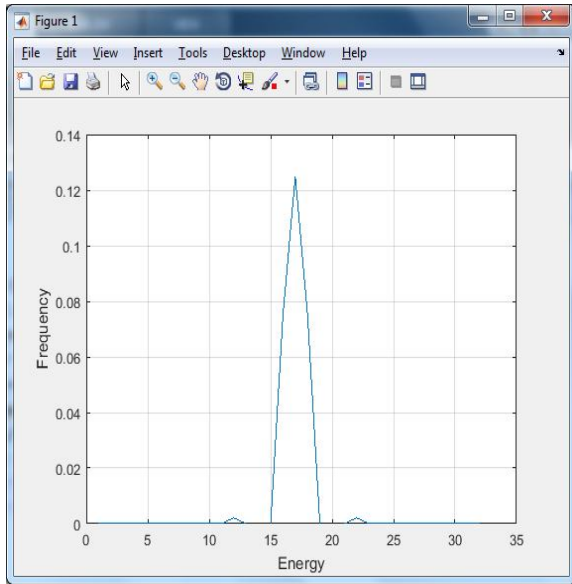 Figure 1
File Edit View Insert Tools Desktop Window Help
0.14
0.12
0.1
0.08
0.06
0.04
0.02
0
Frequency
0 5 10 15 20 25 30 35
Energy